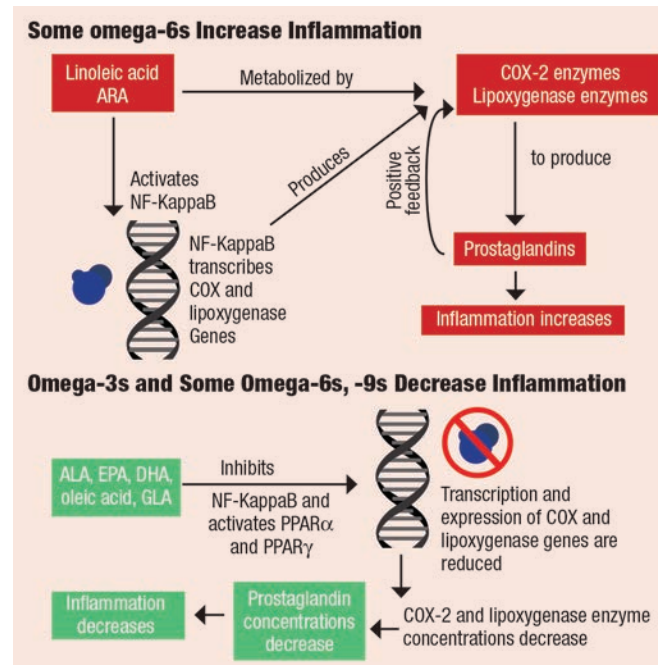 Some omega-6s Increase Inflammation
Linoleic acid
ARA
Metabolized by
COX-2 enzymes
Lipoxygenase enzymes
Activates
NF-KappaB
Produces
Positive
feedback
to produce
NF-KappaB
transcribes
COX and
lipoxygenase
Genes
Prostaglandins
Inflammation increases
Omega-3s and Some Omega-6s, -9s Decrease Inflammation
ALA, EPA, DHA,
oleic acid, GLA
Inhibits
NF-KappaB and
activates PPARα
and PPARγ
Transcription and
expression of COX and
lipoxygenase genes are
reduced
COX-2 and lipoxygenase enzyme
concentrations decrease
Prostaglandin
concentrations
decrease
Inflammation
decreases